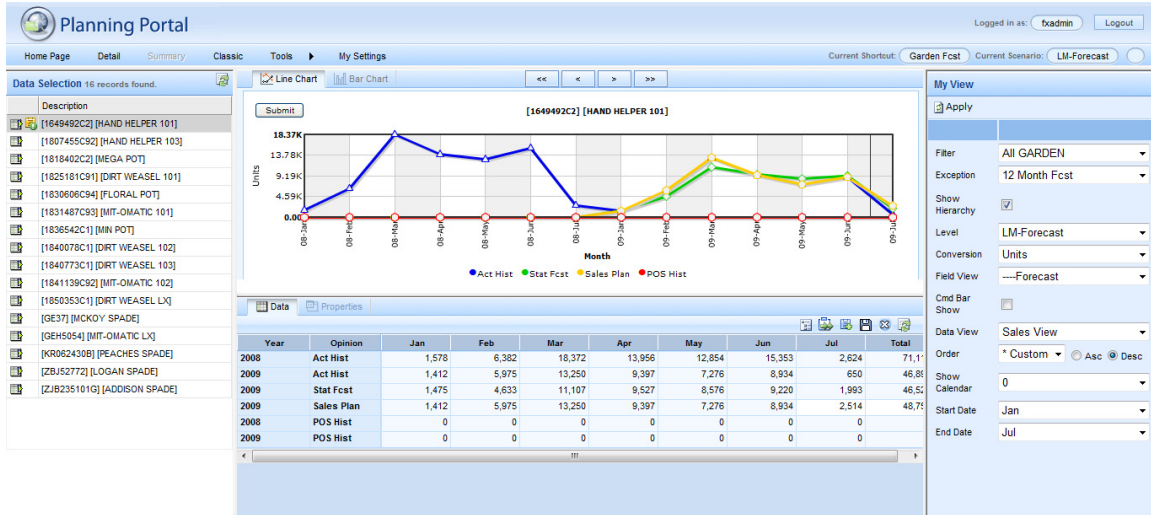 Planning Portal
Logged in as: fxadmin Logout
Home Page Detail Summary Classic Tools My Settings
Current Shortcut: Garden Fcst Current Scenario: LM-Forecast
Data Selection 16 records found.
Description
[1649492C2] [HAND HELPER 101]
[1807455C92] [HAND HELPER 103]
[1818402C2] [MEGA POT]
[1825181C91] [DIRT WEASEL 101]
[1830606C94] [FLORAL POT]
[1831487C93] [MIT-OMATIC 101]
[1836542C1] [MIN POT]
[1840078C1] [DIRT WEASEL 102]
[1840773C1] [DIRT WEASEL 103]
[1841139C92] [MIT-OMATIC 102]
[1850353C1] [DIRT WEASEL LX]
[GE37] [MCKOY SPADE]
[GEH5054] [MIT-OMATIC LX]
[KR062430B] [PEACHES SPADE]
[ZBJ52772] [LOGAN SPADE]
[ZJB235101G] [ADDISON SPADE]
Line Chart Bar Chart << < > >>
Submit
[1649492C2] [HAND HELPER 101]
18.37K
13.78K
9.19K
4.59K
0.00
Units
08-Jan 08-Feb 08-Mar 08-Apr 08-May 08-Jun 08-Jul 09-Jan 09-Feb 09-Mar 09-Apr 09-May 09-Jun 09-Jul
Month
Act Hist Stat Fcst Sales Plan POS Hist
Data Properties
Year Opinion Jan Feb Mar Apr May Jun Jul Total
2008 Act Hist 1,578 6,382 18,372 13,956 12,854 15,353 2,624 71,1
2009 Act Hist 1,412 5,975 13,250 9,397 7,276 8,934 650 46,89
2009 Stat Fcst 1,475 4,633 11,107 9,527 8,576 9,220 1,993 46,52
2009 Sales Plan 1,412 5,975 13,250 9,397 7,276 8,934 2,514 48,75
2008 POS Hist 0 0 0 0 0 0 0
2009 POS Hist 0 0 0 0 0 0 0
My View
Apply
Filter All GARDEN
Exception 12 Month Fcst
Show
Hierarchy
Level LM-Forecast
Conversion Units
Field View ----Forecast
Cmd Bar
Show
Data View Sales View
Order * Custom Asc Desc
Show
Calendar 0
Start Date Jan
End Date Jul